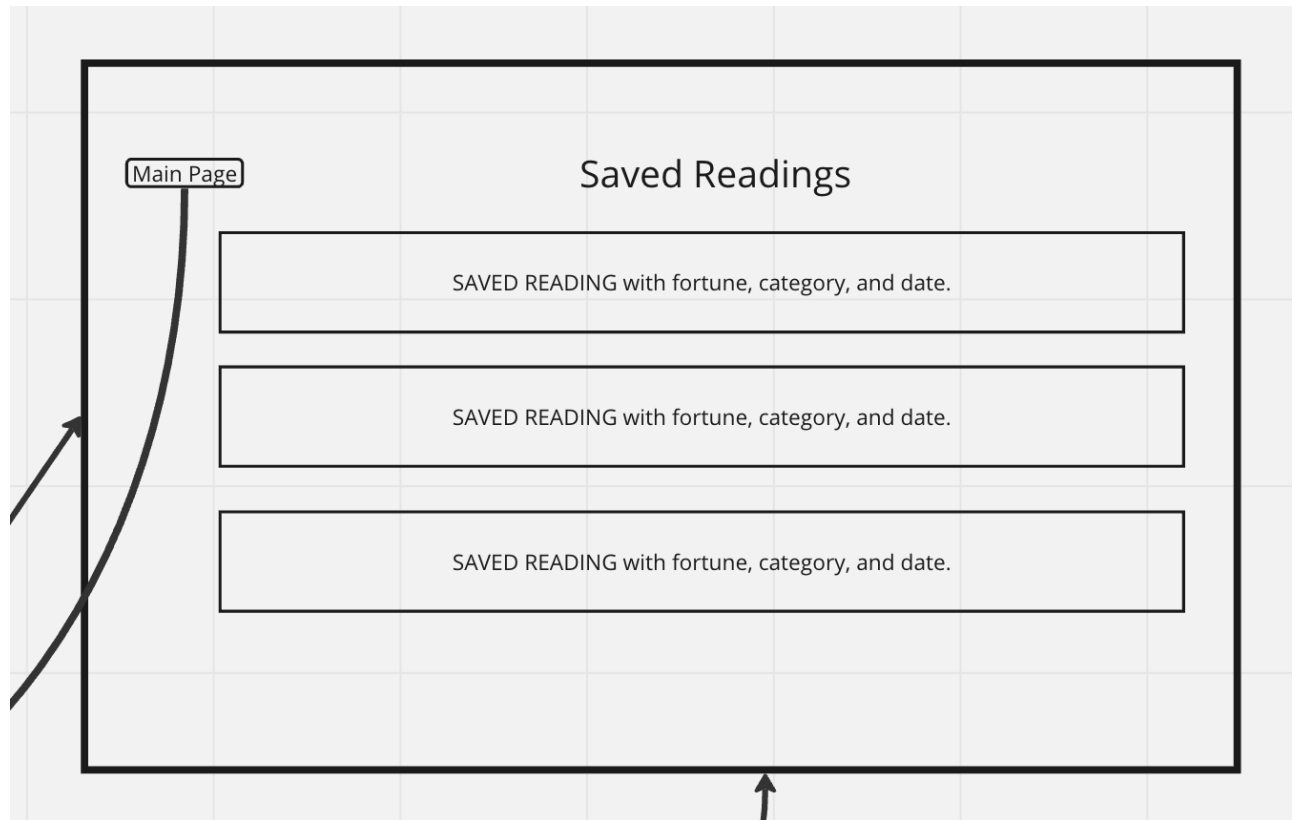 Main Page
Saved Readings
SAVED READING with fortune, category, and date.
SAVED READING with fortune, category, and date.
SAVED READING with fortune, category, and date.